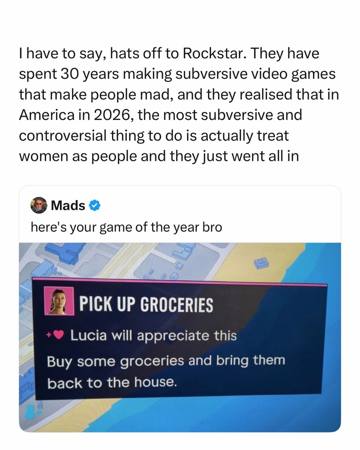 I have to say, hats off to Rockstar. They have
spent 30 years making subversive video games
that make people mad, and they realised that in
America in 2026, the most subversive and
controversial thing to do is actually treat
women as people and they just went all in
Mads
here's your game of the year bro
PICK UP GROCERIES
+♥ Lucia will appreciate this
Buy some groceries and bring them
back to the house.